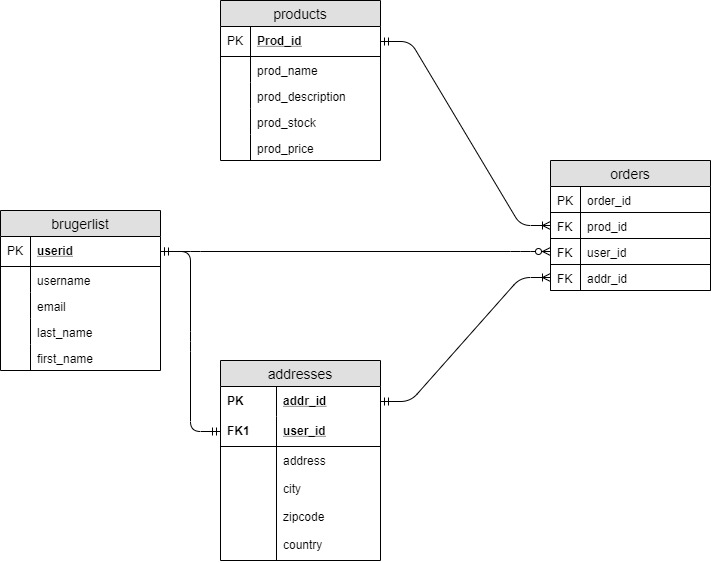 products
PK Prod_id
prod_name
prod_description
prod_stock
prod_price
orders
PK order_id
FK prod_id
FK user_id
FK addr_id
brugerlist
PK userid
username
email
last_name
first_name
addresses
PK addr_id
FK1 user_id
address
city
zipcode
country